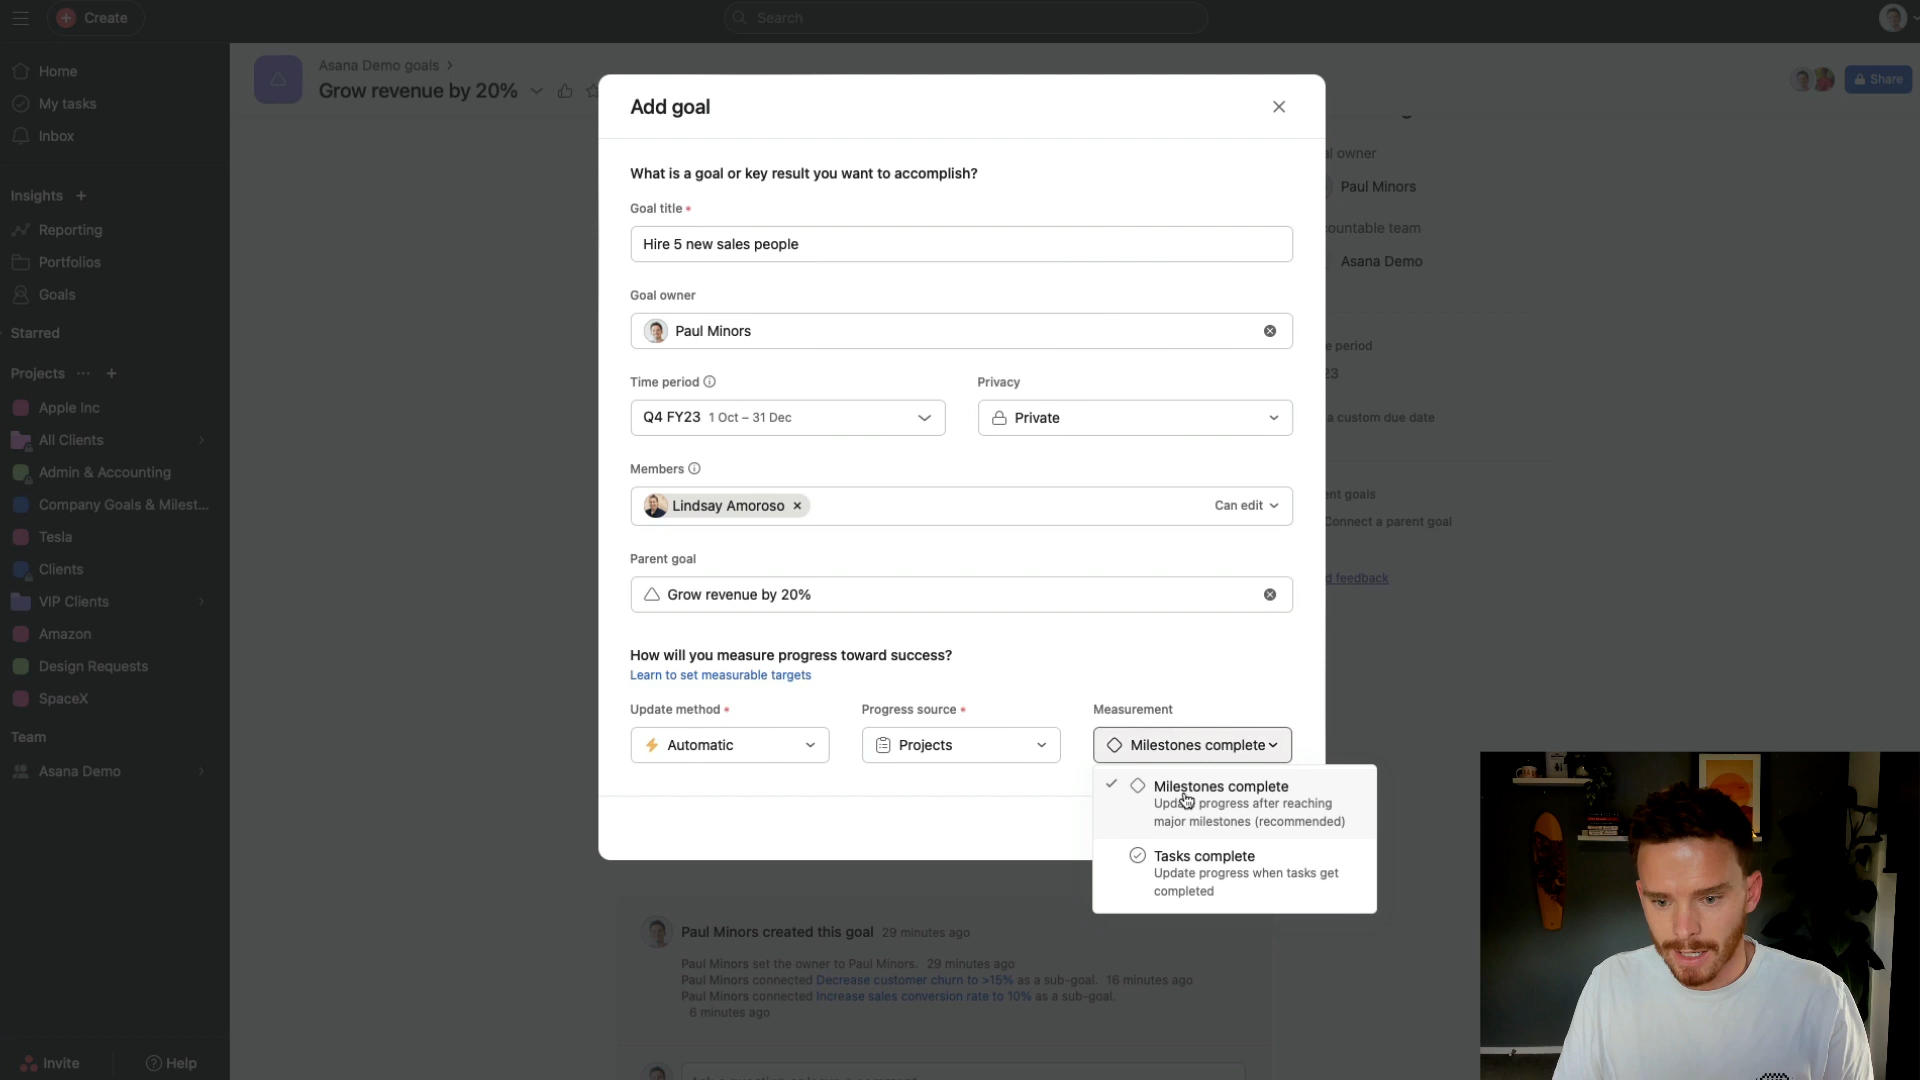 Create
Search
Home
My tasks
Inbox
Insights
Reporting
Portfolios
Goals
Starred
Projects
Apple Inc
All Clients
Admin & Accounting
Company Goals & Milest...
Tesla
Clients
VIP Clients
Amazon
Design Requests
SpaceX
Team
Asana Demo
Invite
Help
Asana Demo goals
Grow revenue by 20%
Share
Add goal
What is a goal or key result you want to accomplish?
Goal title *
Hire 5 new sales people
Goal owner
Paul Minors
Time period
Privacy
Q4 FY23 1 Oct – 31 Dec
Private
Members
Lindsay Amoroso
Can edit
Parent goal
Grow revenue by 20%
How will you measure progress toward success?
Learn to set measurable targets
Update method *
Progress source *
Measurement
Automatic
Projects
Milestones complete
Milestones complete
Update progress after reaching
major milestones (recommended)
Tasks complete
Update progress when tasks get
completed
owner
Paul Minors
team
Asana Demo
period
23
a custom due date
goals
Connect a parent goal
feedback
Paul Minors created this goal 29 minutes ago
Paul Minors set the owner to Paul Minors. 29 minutes ago
Paul Minors connected Decrease customer churn to >15% as a sub-goal. 16 minutes ago
Paul Minors connected Increase sales conversion rate to 10% as a sub-goal.
6 minutes ago